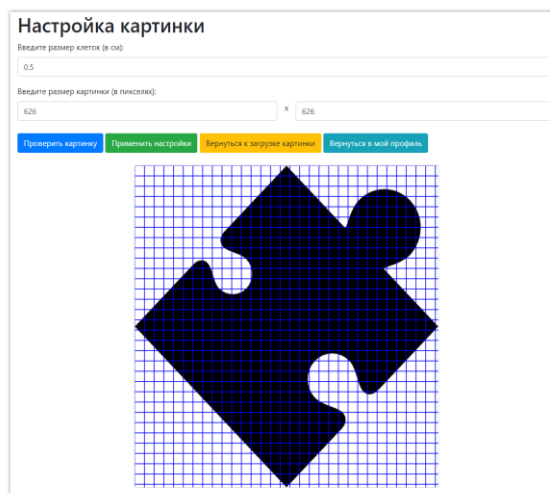 Настройка картинки
Введите размер клеток (в см):
0.5
Введите размер картинки (в пикселях):
626 x 626
Проверить картинку Применить настройки Вернуться к загрузке картинки Вернуться в мой профиль